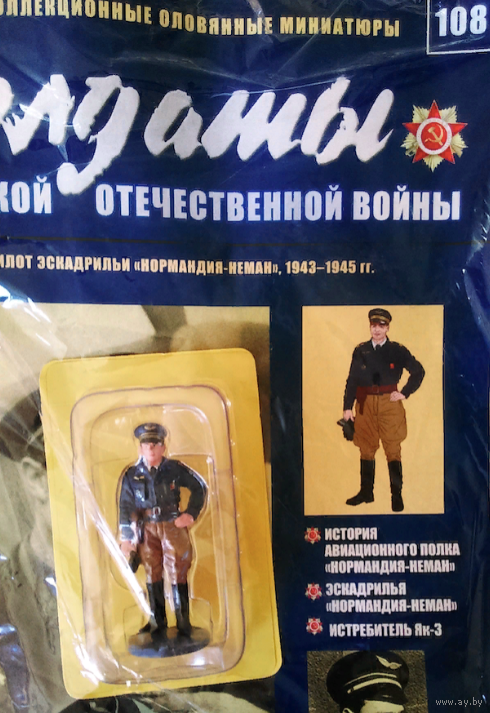 ОЛЛЕКЦИОННЫЕ ОЛОВЯННЫЕ МИНИАТЮРЫ
108
лдаты
КОЙ ОТЕЧЕСТВЕННОЙ ВОЙНЫ
ИЛОТ ЭСКАДРИЛЬИ «НОРМАНДИЯ-НЕМАН», 1943–1945 гг.
ИСТОРИЯ
АВИАЦИОННОГО ПОЛКА
«НОРМАНДИЯ-НЕМАН»
ЭСКАДРИЛЬЯ
«НОРМАНДИЯ-НЕМАН»
ИСТРЕБИТЕЛЬ Як-3
www.ay.by